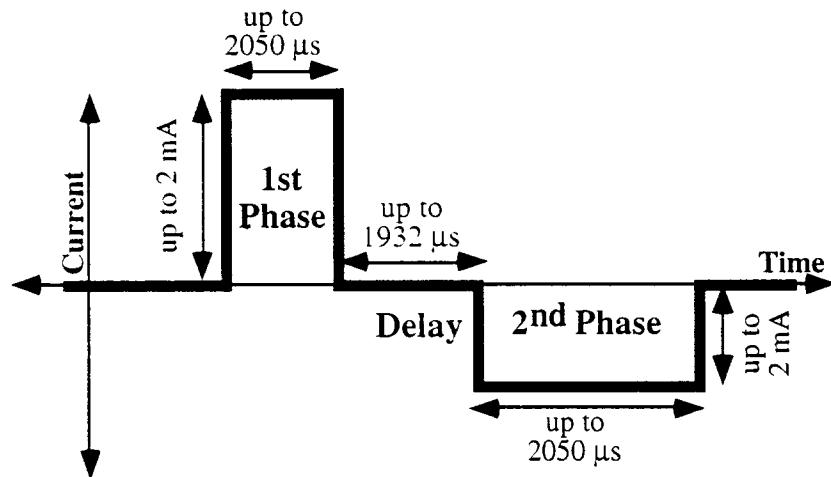 up to
2050 μs
Current
up to 2 mA
1st
Phase
up to
1932 μs
Time
Delay
2nd Phase
up to
2 mA
up to
2050 μs